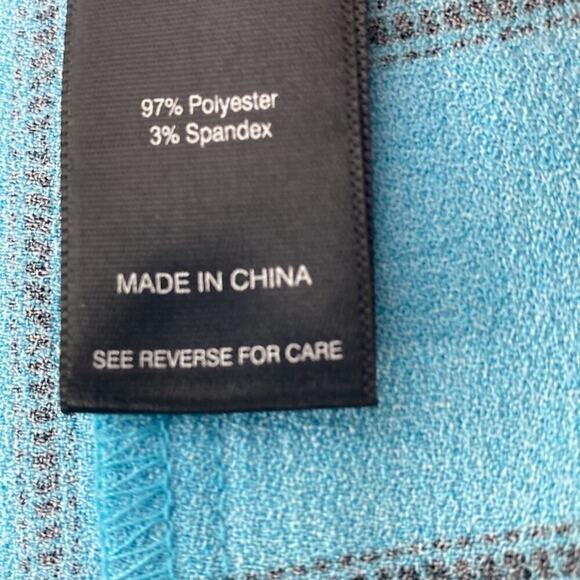 97% Polyester
3% Spandex
MADE IN CHINA
SEE REVERSE FOR CARE